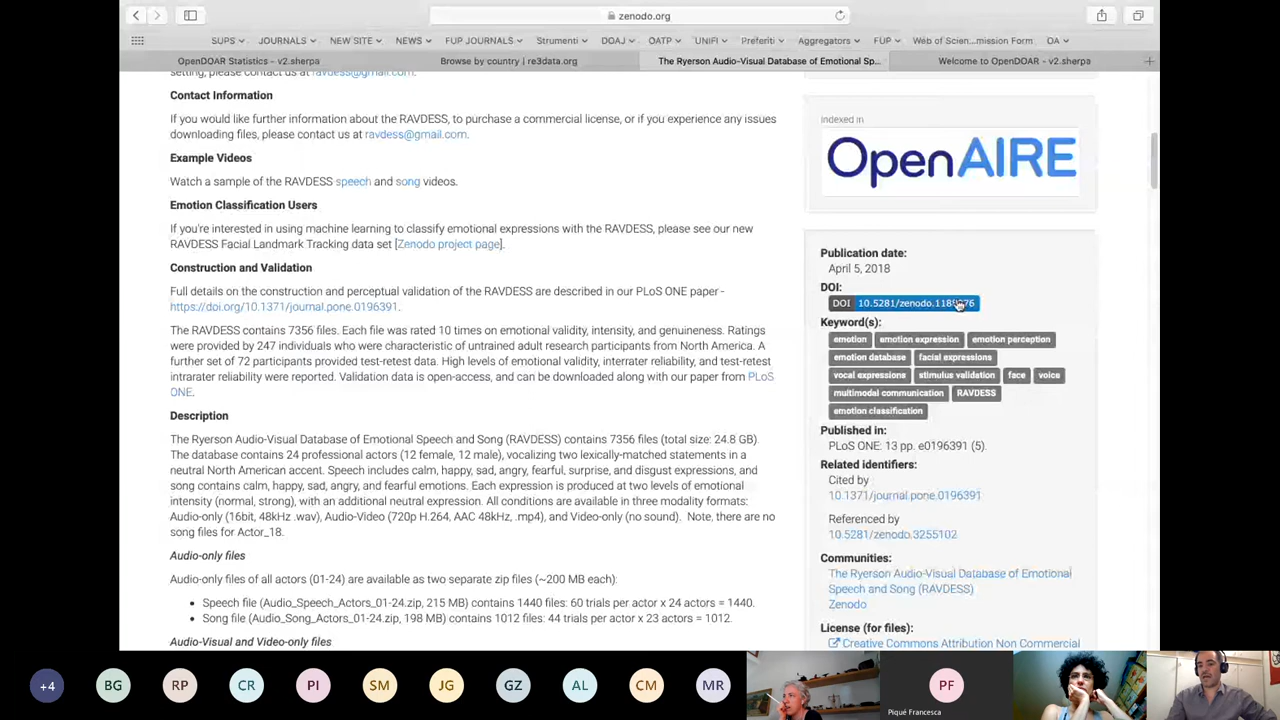 zenodo.org
SUPS JOURNALS NEW SITE NEWS FUP JOURNALS Strumenti DOAJ OATP UNIFI Preferiti Aggregators FUP Web of Scien...mission Form OA
OpenDOAR Statistics - v2.sherpa Browse by country | re3data.org The Ryerson Audio-Visual Database of Emotional Sp... Welcome to OpenDOAR - v2.sherpa
setting, please contact us at ravdess@gmail.com.
Contact Information
If you would like further information about the RAVDESS, to purchase a commercial license, or if you experience any issues
downloading files, please contact us at ravdess@gmail.com.
Example Videos
Watch a sample of the RAVDESS speech and song videos.
Emotion Classification Users
If you're interested in using machine learning to classify emotional expressions with the RAVDESS, please see our new
RAVDESS Facial Landmark Tracking data set [Zenodo project page].
Construction and Validation
Full details on the construction and perceptual validation of the RAVDESS are described in our PLoS ONE paper -
https://doi.org/10.1371/journal.pone.0196391.
The RAVDESS contains 7356 files. Each file was rated 10 times on emotional validity, intensity, and genuineness. Ratings
were provided by 247 individuals who were characteristic of untrained adult research participants from North America. A
further set of 72 participants provided test-retest data. High levels of emotional validity, interrater reliability, and test-retest
intrarater reliability were reported. Validation data is open-access, and can be downloaded along with our paper from PLoS
ONE.
Description
The Ryerson Audio-Visual Database of Emotional Speech and Song (RAVDESS) contains 7356 files (total size: 24.8 GB).
The database contains 24 professional actors (12 female, 12 male), vocalizing two lexically-matched statements in a
neutral North American accent. Speech includes calm, happy, sad, angry, fearful, surprise, and disgust expressions, and
song contains calm, happy, sad, angry, and fearful emotions. Each expression is produced at two levels of emotional
intensity (normal, strong), with an additional neutral expression. All conditions are available in three modality formats:
Audio-only (16bit, 48kHz .wav), Audio-Video (720p H.264, AAC 48kHz, .mp4), and Video-only (no sound). Note, there are no
song files for Actor_18.
Audio-only files
Audio-only files of all actors (01-24) are available as two separate zip files (~200 MB each):
Speech file (Audio_Speech_Actors_01-24.zip, 215 MB) contains 1440 files: 60 trials per actor x 24 actors = 1440.
Song file (Audio_Song_Actors_01-24.zip, 198 MB) contains 1012 files: 44 trials per actor x 23 actors = 1012.
Audio-Visual and Video-only files
Indexed in
OpenAIRE
Publication date:
April 5, 2018
DOI:
DOI
Keyword(s):
emotion emotion expression emotion perception
emotion database facial expressions
vocal expressions stimulus validation face voice
multimodal communication RAVDESS
emotion classification
Published in:
PLoS ONE: 13 pp. e0196391 (5).
Related identifiers:
Cited by
10.1371/journal.pone.0196391
Referenced by
10.5281/zenodo.3255102
Communities:
The Ryerson Audio-Visual Database of Emotional
Speech and Song (RAVDESS)
Zenodo
License (for files):
Creative Commons Attribution Non Commercial
+4 BG RP CR PI SM JG GZ AL CM MR PF
Piqué Francesca